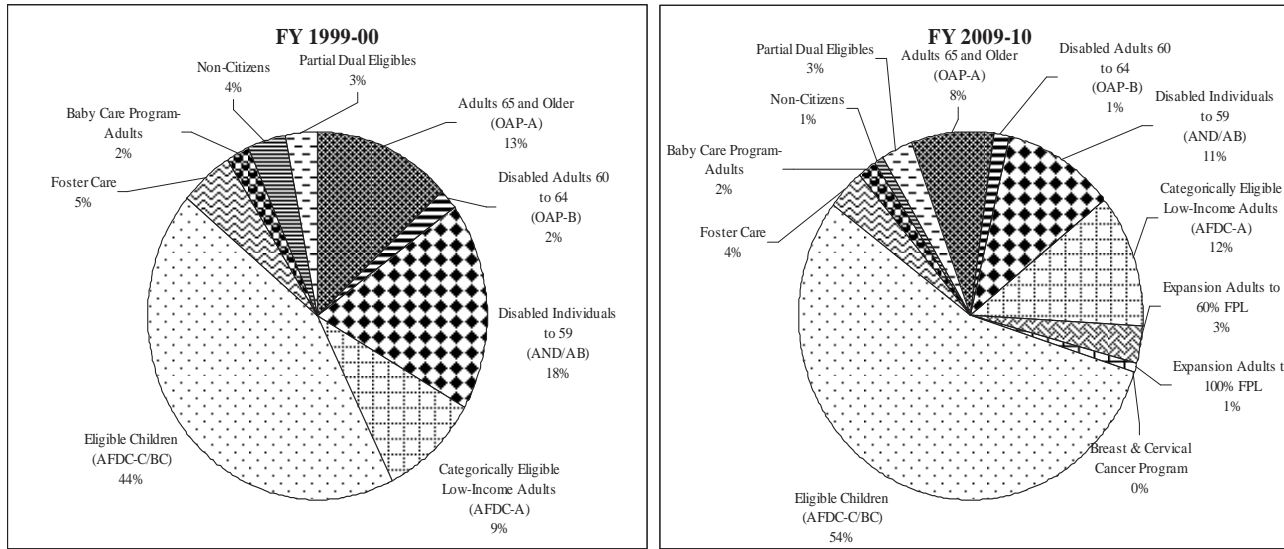 FY 1999-00
Partial Dual Eligibles
3%
Non-Citizens
4%
Adults 65 and Older
(OAP-A)
13%
Baby Care Program-
Adults
2%
Disabled Adults 60
to 64
(OAP-B)
2%
Foster Care
5%
Disabled Individuals
to 59
(AND/AB)
18%
Eligible Children
(AFDC-C/BC)
44%
Categorically Eligible
Low-Income Adults
(AFDC-A)
9%
FY 2009-10
Partial Dual Eligibles
3%
Adults 65 and Older
(OAP-A)
8%
Disabled Adults 60
to 64
(OAP-B)
1%
Non-Citizens
1%
Disabled Individuals
to 59
(AND/AB)
11%
Baby Care Program-
Adults
2%
Categorically Eligible
Low-Income Adults
(AFDC-A)
12%
Foster Care
4%
Expansion Adults to
60% FPL
3%
Expansion Adults t
100% FPL
1%
Breast & Cervical
Cancer Program
0%
Eligible Children
(AFDC-C/BC)
54%